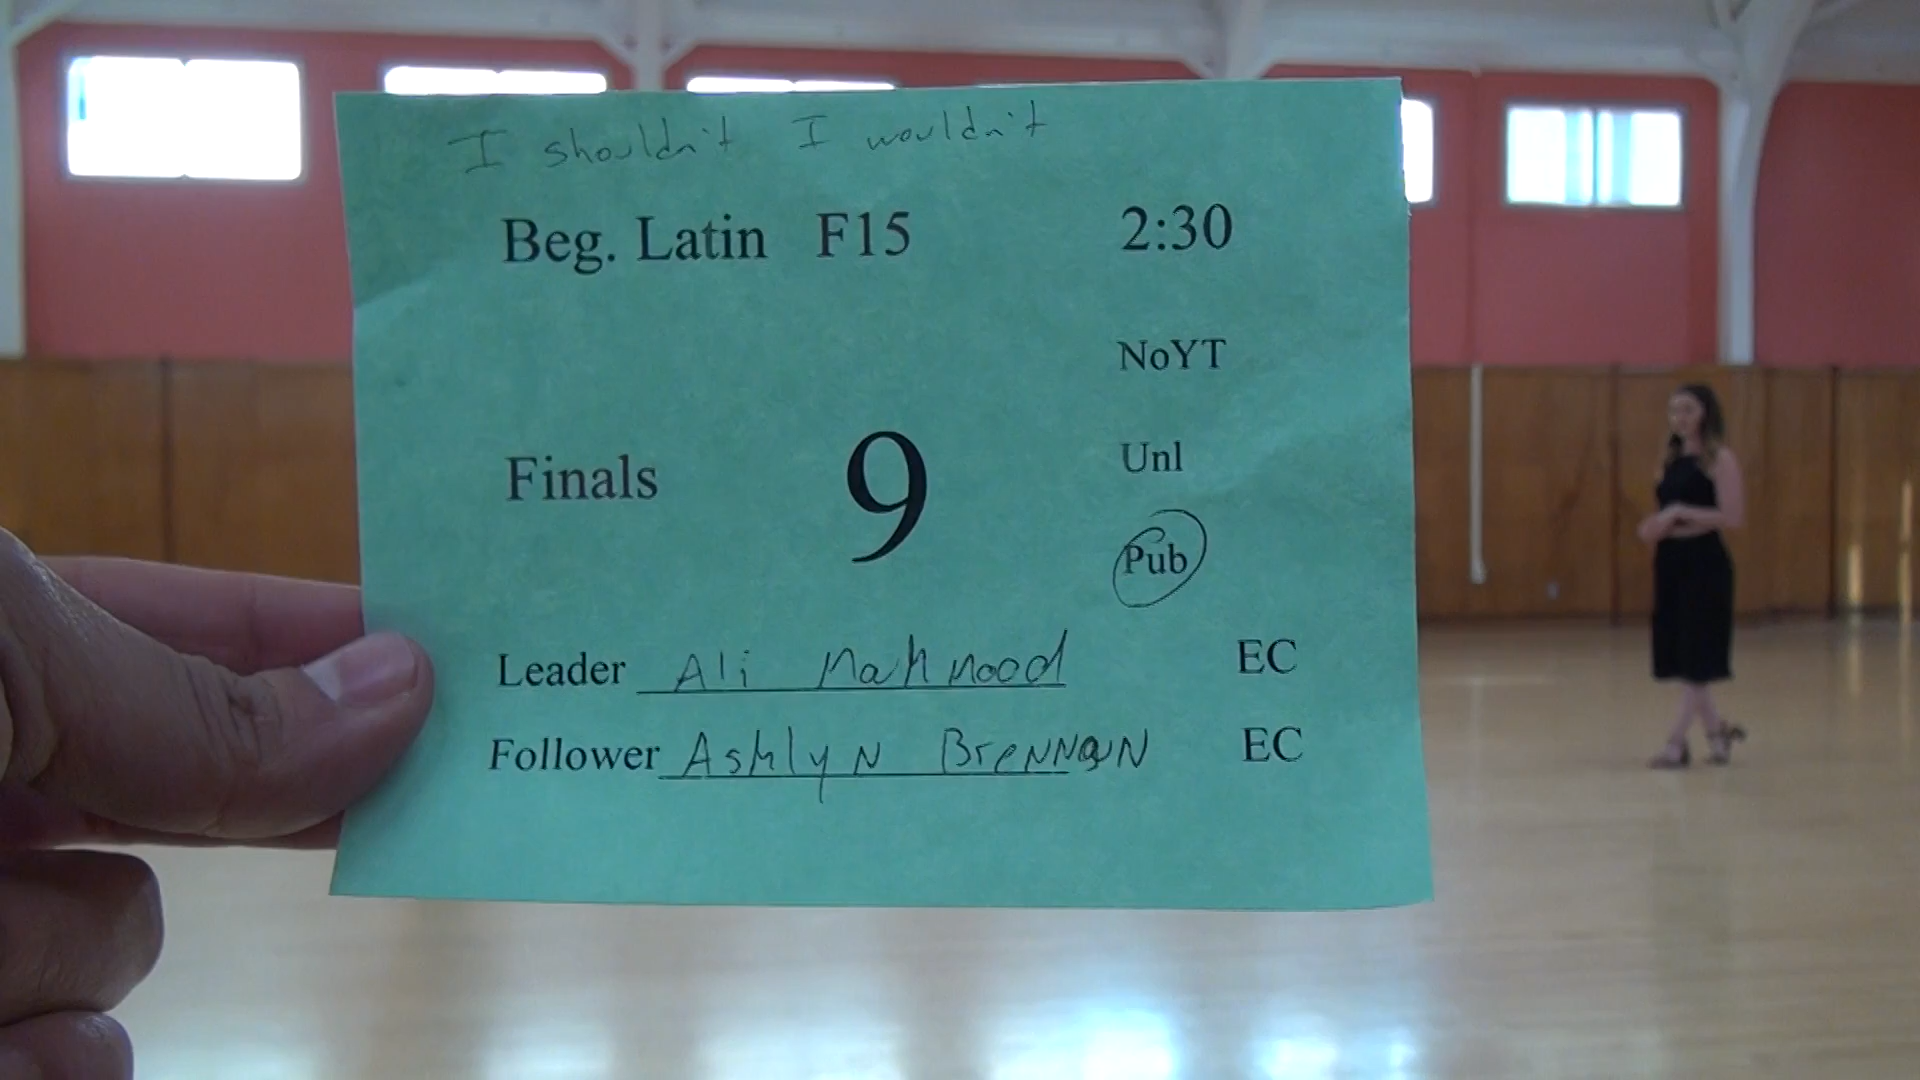 I shouldn't I wouldn't
Beg. Latin F15 2:30
NoYT
Finals 9 Unl
Pub
Leader Ali Mahmood EC
Follower Ashlyn Brennan EC